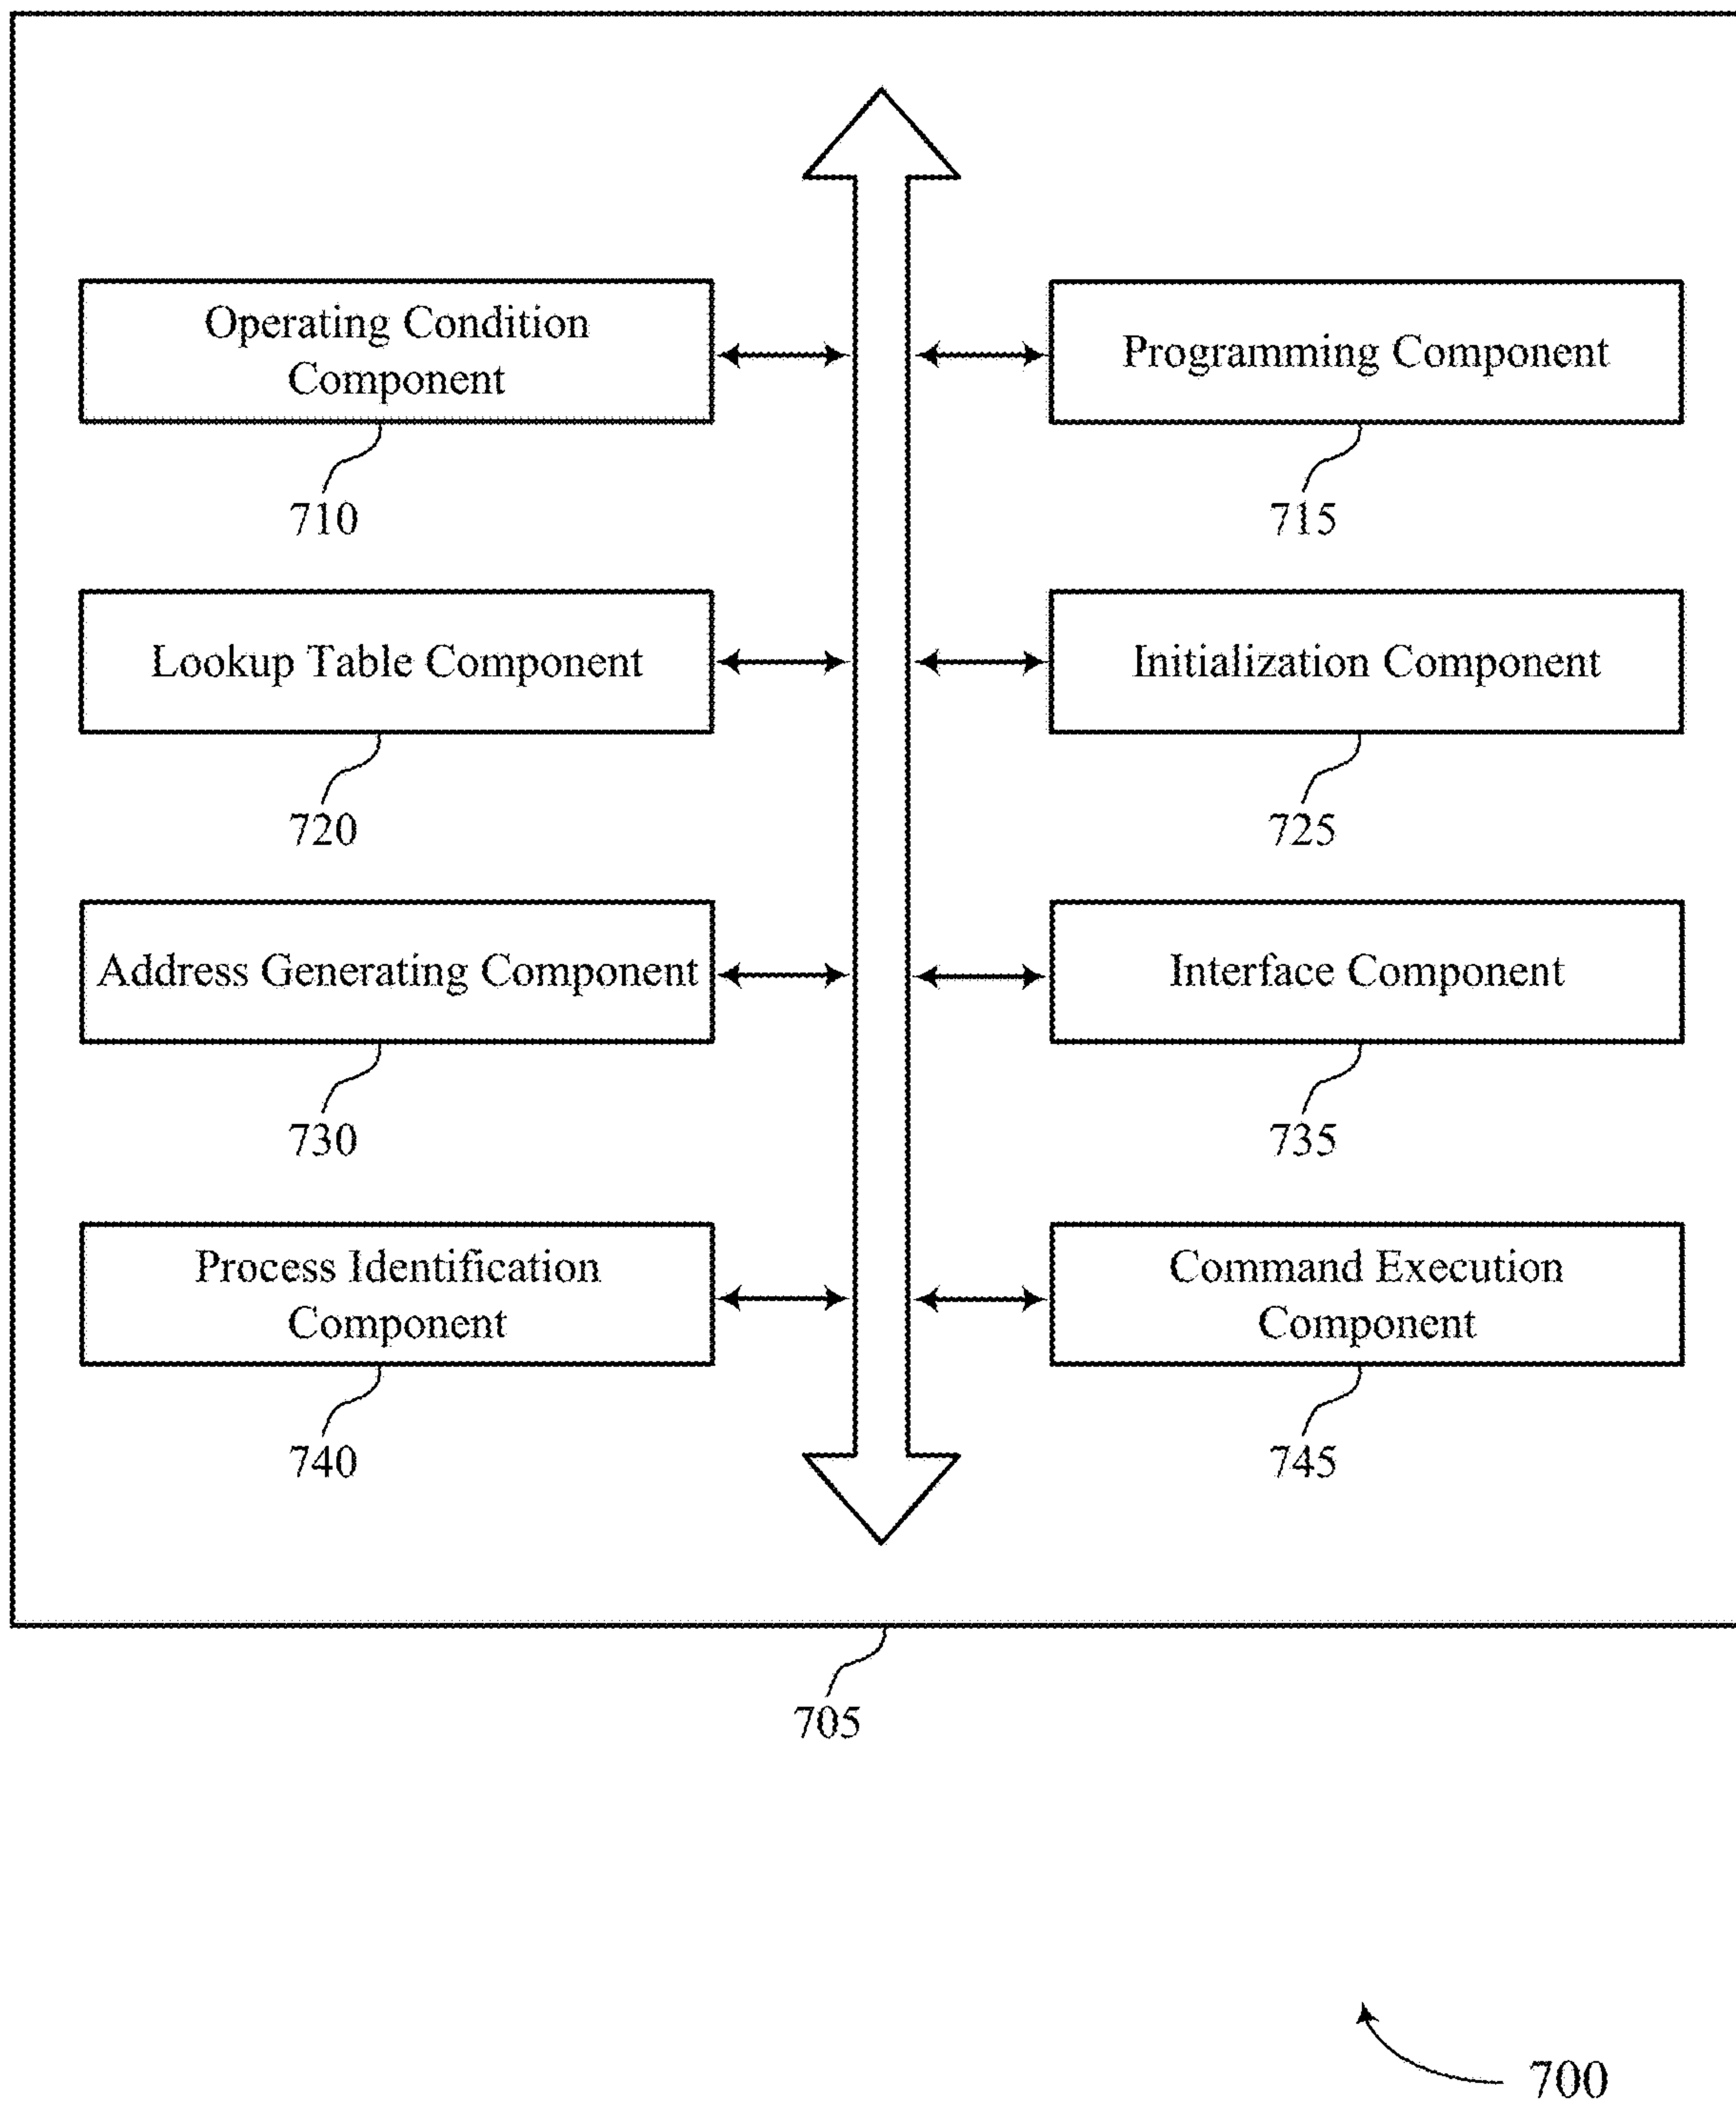 Operating Condition
Component
710
Programming Component
715
Lookup Table Component
720
Initialization Component
725
Address Generating Component
730
Interface Component
735
Process Identification
Component
740
Command Execution
Component
745
705
700